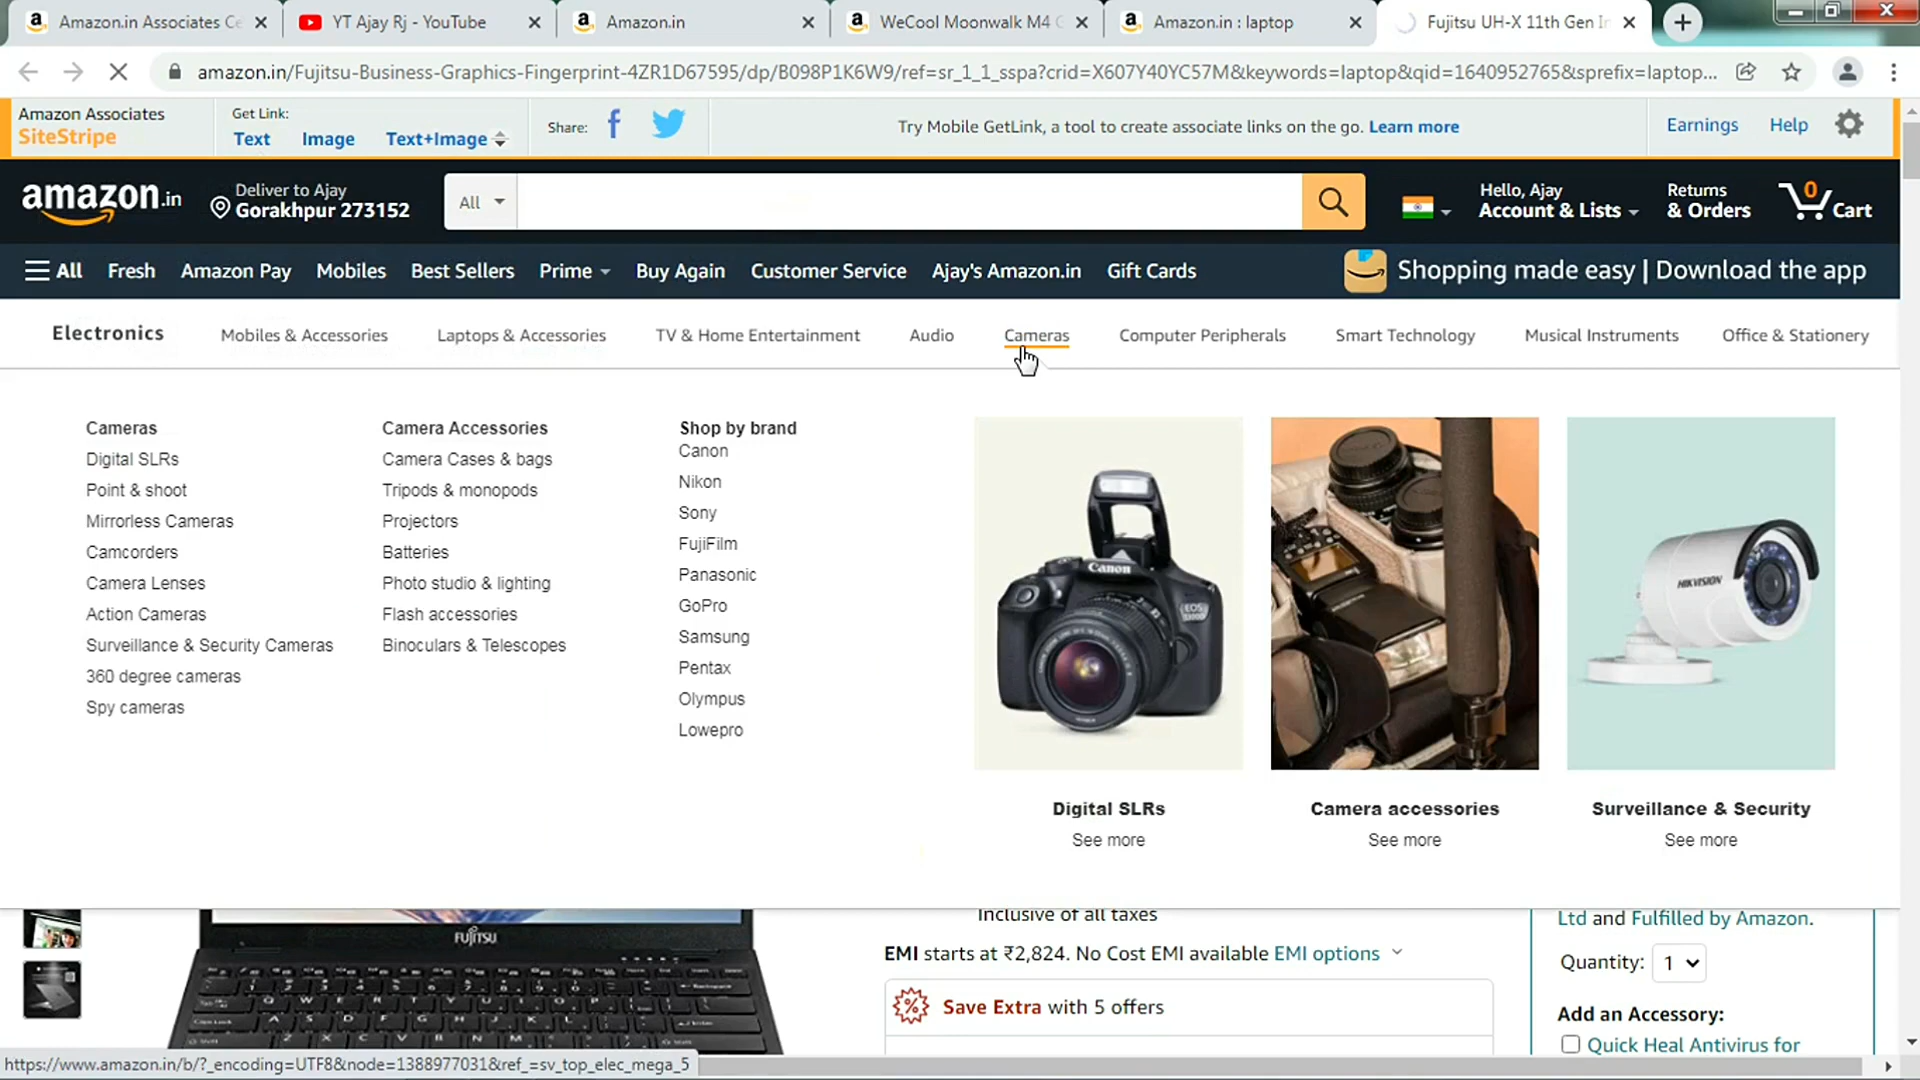 Amazon.in Associates Ce
YT Ajay Rj - YouTube
Amazon.in
WeCool Moonwalk M4
Amazon.in : laptop
Fujitsu UH-X 11th Gen In
amazon.in/Fujitsu-Business-Graphics-Fingerprint-4ZR1D67595/dp/B098P1K6W9/ref=sr_1_1_sspa?crid=X607Y40YC57M&keywords=laptop&qid=1640952765&sprefix=laptop...
Amazon Associates
SiteStripe
Get Link:
Text
Image
Text+Image
Share:
Try Mobile GetLink, a tool to create associate links on the go. Learn more
Earnings
Help
amazon.in
Deliver to Ajay
Gorakhpur 273152
All
Hello, Ajay
Account & Lists
Returns
& Orders
0
Cart
All
Fresh
Amazon Pay
Mobiles
Best Sellers
Prime
Buy Again
Customer Service
Ajay's Amazon.in
Gift Cards
Shopping made easy | Download the app
Electronics
Mobiles & Accessories
Laptops & Accessories
TV & Home Entertainment
Audio
Cameras
Computer Peripherals
Smart Technology
Musical Instruments
Office & Stationery
Cameras
Digital SLRs
Point & shoot
Mirrorless Cameras
Camcorders
Camera Lenses
Action Cameras
Surveillance & Security Cameras
360 degree cameras
Spy cameras
Camera Accessories
Camera Cases & bags
Tripods & monopods
Projectors
Batteries
Photo studio & lighting
Flash accessories
Binoculars & Telescopes
Shop by brand
Canon
Nikon
Sony
FujiFilm
Panasonic
GoPro
Samsung
Pentax
Olympus
Lowepro
Canon
EOS
HIKVISION
Digital SLRs
See more
Camera accessories
See more
Surveillance & Security
See more
FUJITSU
Inclusive of all taxes
EMI starts at ₹2,824. No Cost EMI available EMI options
Save Extra with 5 offers
Ltd and Fulfilled by Amazon.
Quantity: 1
Add an Accessory:
Quick Heal Antivirus for
https://www.amazon.in/b/?_encoding=UTF8&node=1388977031&ref_=sv_top_elec_mega_5